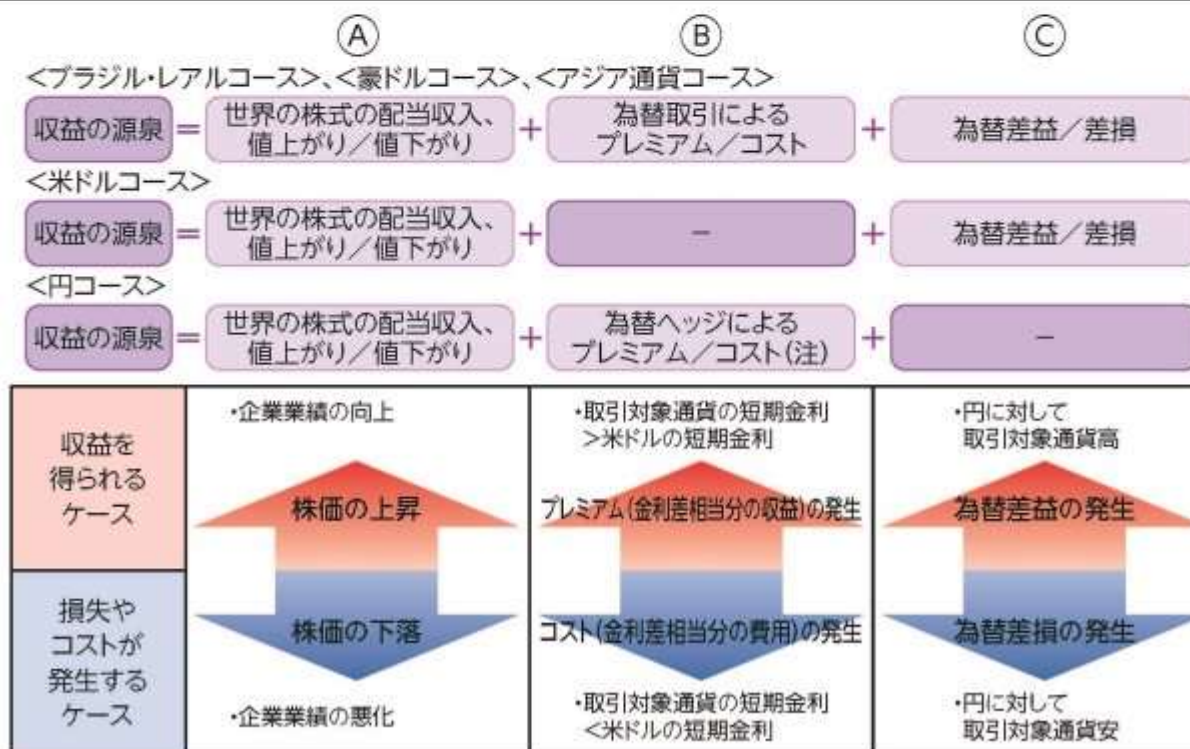 Ⓐ Ⓑ Ⓒ
<ブラジル・レアルコース>、<豪ドルコース>、<アジア通貨コース>
収益の源泉 = 世界の株式の配当収入、
値上がり/値下がり + 為替取引による
プレミアム/コスト + 為替差益/差損
<米ドルコース>
収益の源泉 = 世界の株式の配当収入、
値上がり/値下がり + − + 為替差益/差損
<円コース>
収益の源泉 = 世界の株式の配当収入、
値上がり/値下がり + 為替ヘッジによる
プレミアム/コスト(注) + −
収益を
得られる
ケース
・企業業績の向上
株価の上昇
・取引対象通貨の短期金利
>米ドルの短期金利
プレミアム(金利差相当分の収益)の発生
・円に対して
取引対象通貨高
為替差益の発生
損失や
コストが
発生する
ケース
株価の下落
・企業業績の悪化
コスト(金利差相当分の費用)の発生
・取引対象通貨の短期金利
<米ドルの短期金利
為替差損の発生
・円に対して
取引対象通貨安